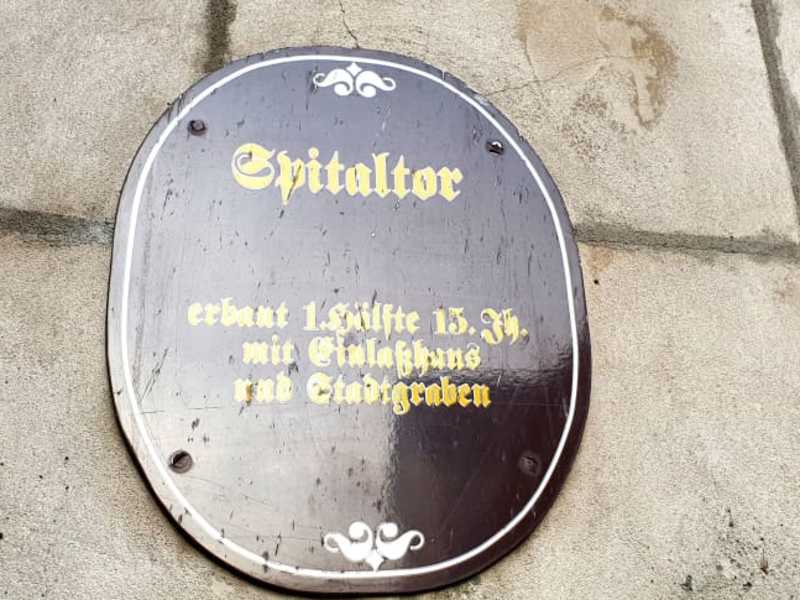 Spitaltor
erbaut 1.Hälfte 15. Jh.
mit Einlaßhaus
und Stadtgraben